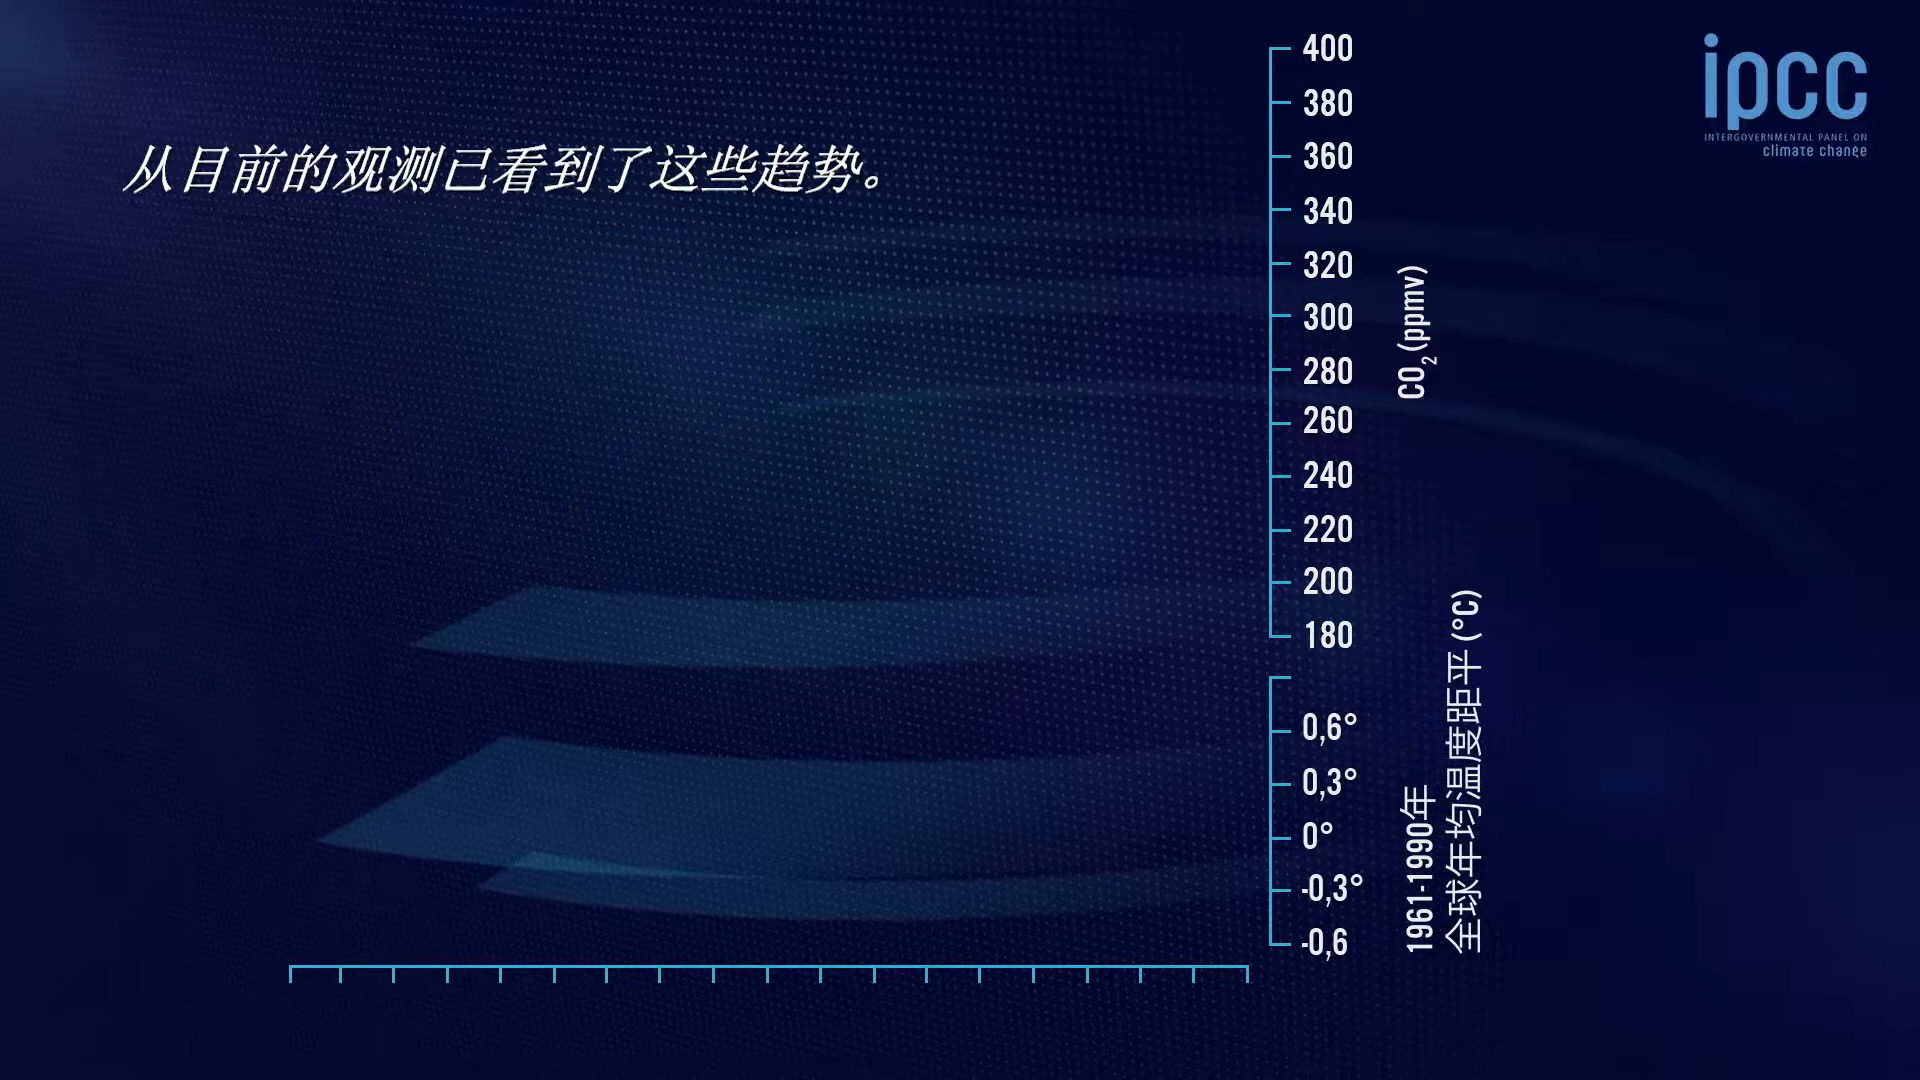 从目前的观测已看到了这些趋势。
ipcc
INTERGOVERNMENTAL PANEL ON
climate change
400
380
360
340
320
300
280
260
240
220
200
180
CO₂ (ppmv)
0,6°
0,3°
0°
-0,3°
-0,6
1961-1990年
全球年均温度距平 (°C)